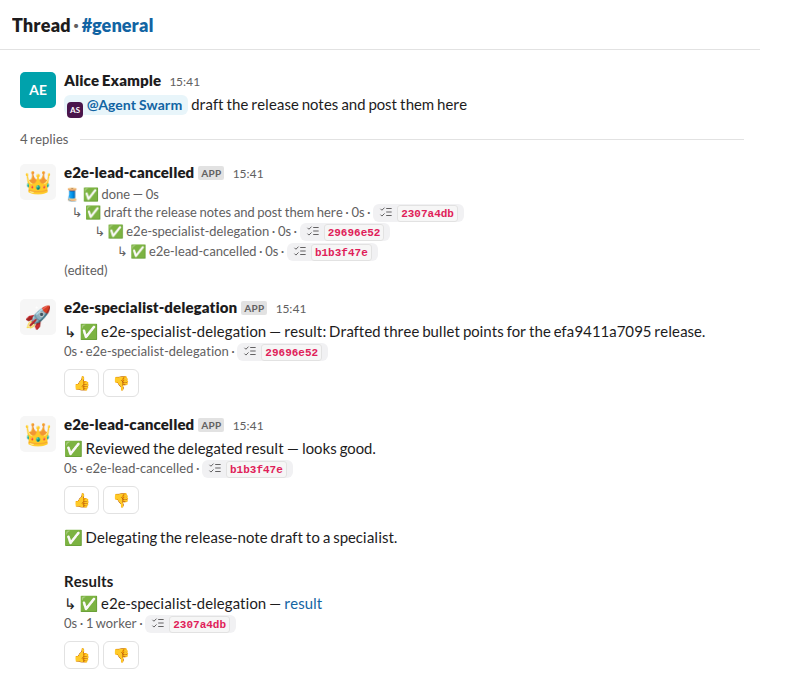 Thread · #general
AE
Alice Example 15:41
AS @Agent Swarm draft the release notes and post them here
4 replies
e2e-lead-cancelled APP 15:41
🧵 ✅ done — 0s
↳ ✅ draft the release notes and post them here · 0s · 2307a4db
↳ ✅ e2e-specialist-delegation · 0s · 29696e52
↳ ✅ e2e-lead-cancelled · 0s · b1b3f47e
(edited)
e2e-specialist-delegation APP 15:41
↳ ✅ e2e-specialist-delegation — result: Drafted three bullet points for the efa9411a7095 release.
0s · e2e-specialist-delegation · 29696e52
e2e-lead-cancelled APP 15:41
✅ Reviewed the delegated result — looks good.
0s · e2e-lead-cancelled · b1b3f47e
✅ Delegating the release-note draft to a specialist.
Results
↳ ✅ e2e-specialist-delegation — result
0s · 1 worker · 2307a4db